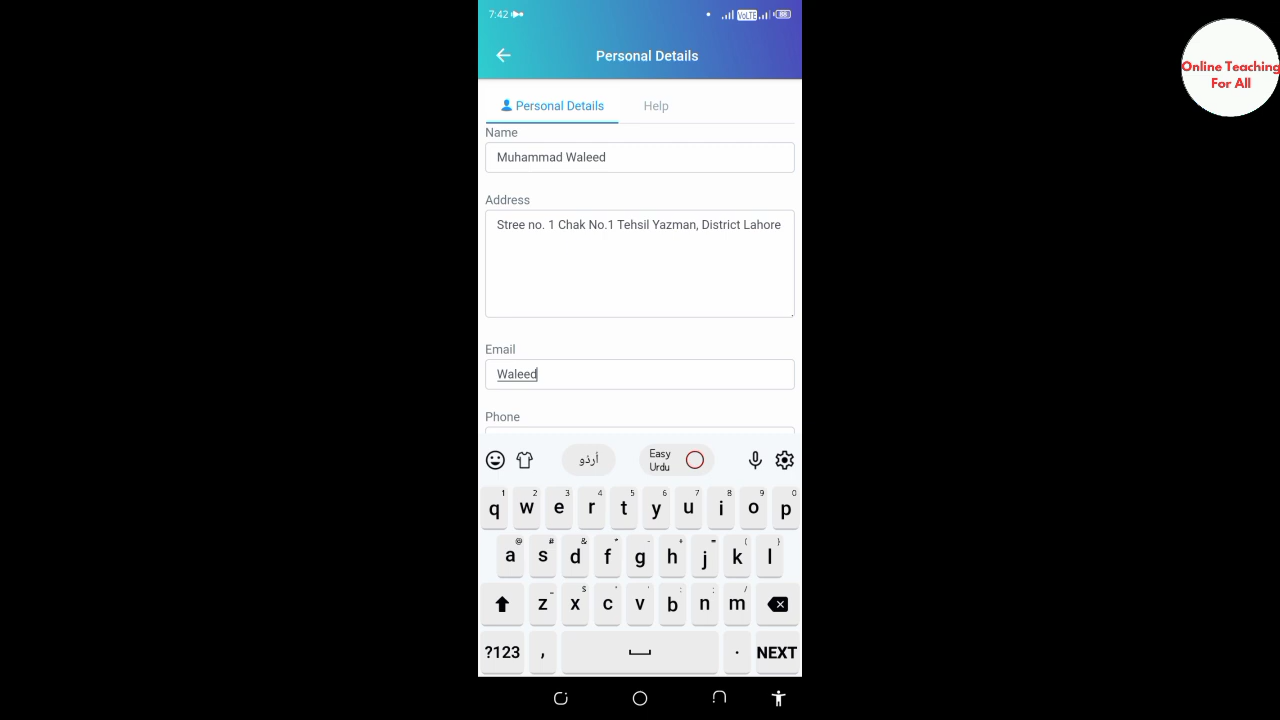 7:42
VoLTE
Personal Details
Online Teaching
For All
Personal Details
Help
Name
Muhammad Waleed
Address
Stree no. 1 Chak No.1 Tehsil Yazman, District Lahore
Email
Waleed
Phone
اُردُو
Easy
Urdu
1 2 3 4 5 6 7 8 9 0
q w e r t y u i o p
@ # & * - + = ( )
a s d f g h j k l
z x c v b n m
?123 , . NEXT